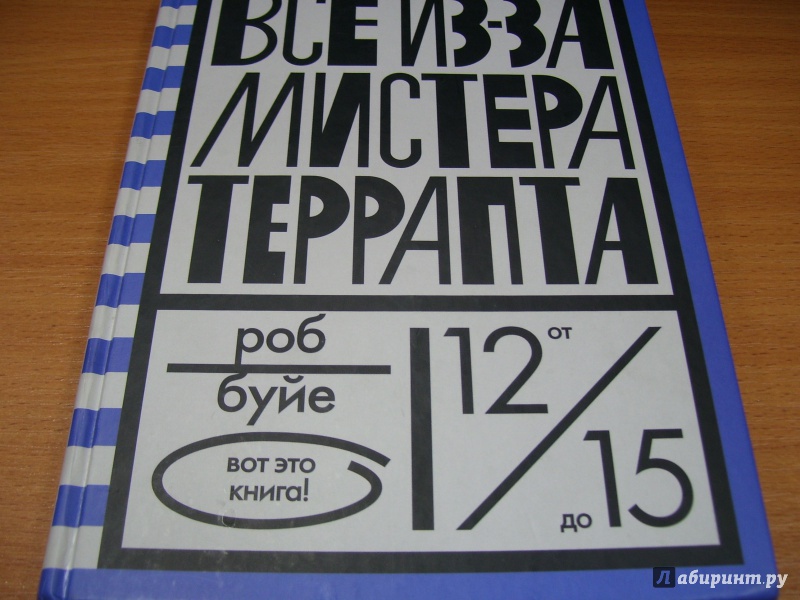 ВСЕ ИЗ-ЗА
МИСТЕРА
ТЕРРАПТА
роб
буйе
вот это
книга!
от
12
до 15
Лабиринт.ру